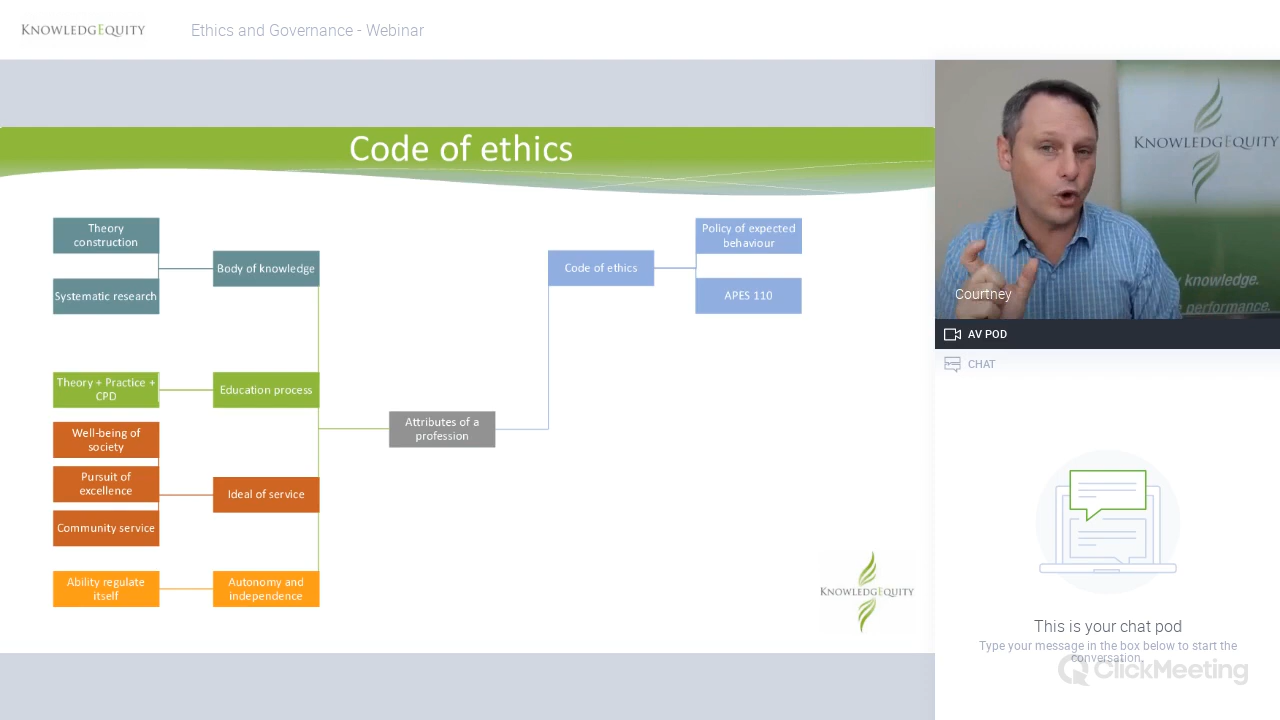 KNOWLEDGEQUITY
Ethics and Governance - Webinar
Code of ethics
Theory
construction
Systematic research
Body of knowledge
Theory + Practice +
CPD
Education process
Well-being of
society
Pursuit of
excellence
Community service
Ideal of service
Ability regulate
itself
Autonomy and
independence
Attributes of a
profession
Code of ethics
Policy of expected
behaviour
APES 110
KNOWLEDGEQUITY
KNOWLEDGEQUITY
knowledge.
performance.
Courtney
AV POD
CHAT
This is your chat pod
Type your message in the box below to start the
conversation.
ClickMeeting